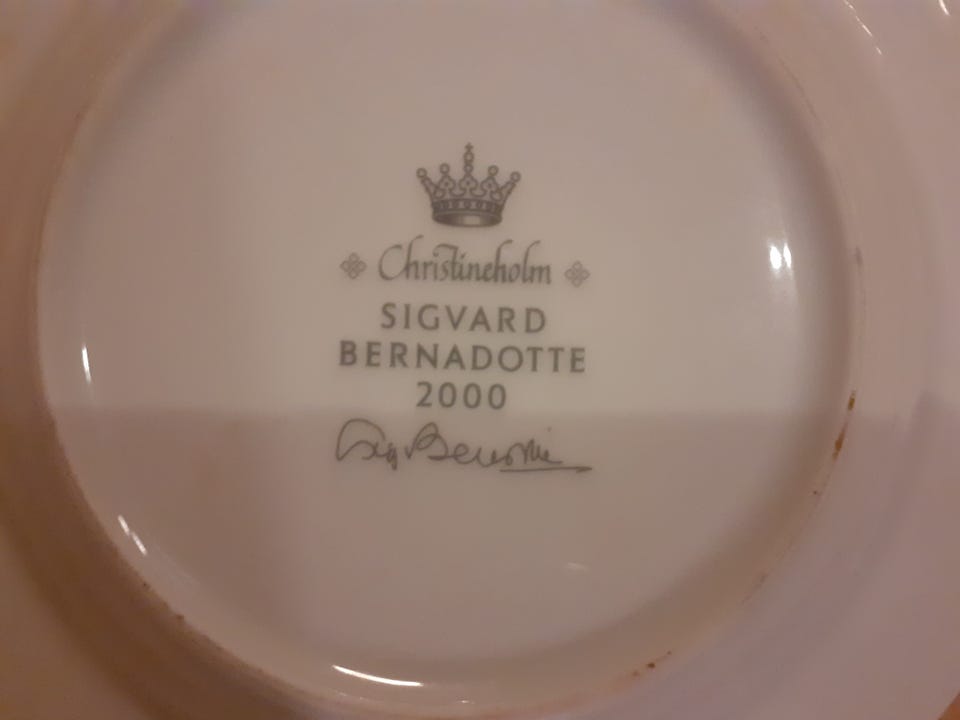 Christineholm
SIGVARD
BERNADOTTE
2000